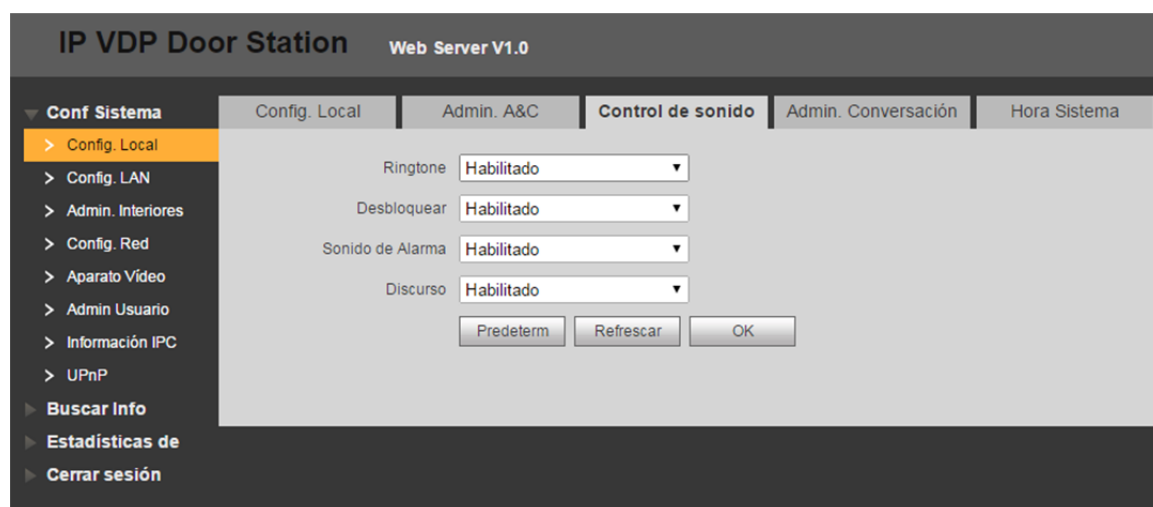 IP VDP Door Station Web Server V1.0
Conf Sistema
> Config. Local
> Config. LAN
> Admin. Interiores
> Config. Red
> Aparato Vídeo
> Admin Usuario
> Información IPC
> UPnP
Buscar Info
Estadísticas de
Cerrar sesión
Config. Local Admin. A&C Control de sonido Admin. Conversación Hora Sistema
Ringtone Habilitado
Desbloquear Habilitado
Sonido de Alarma Habilitado
Discurso Habilitado
Predeterm Refrescar OK